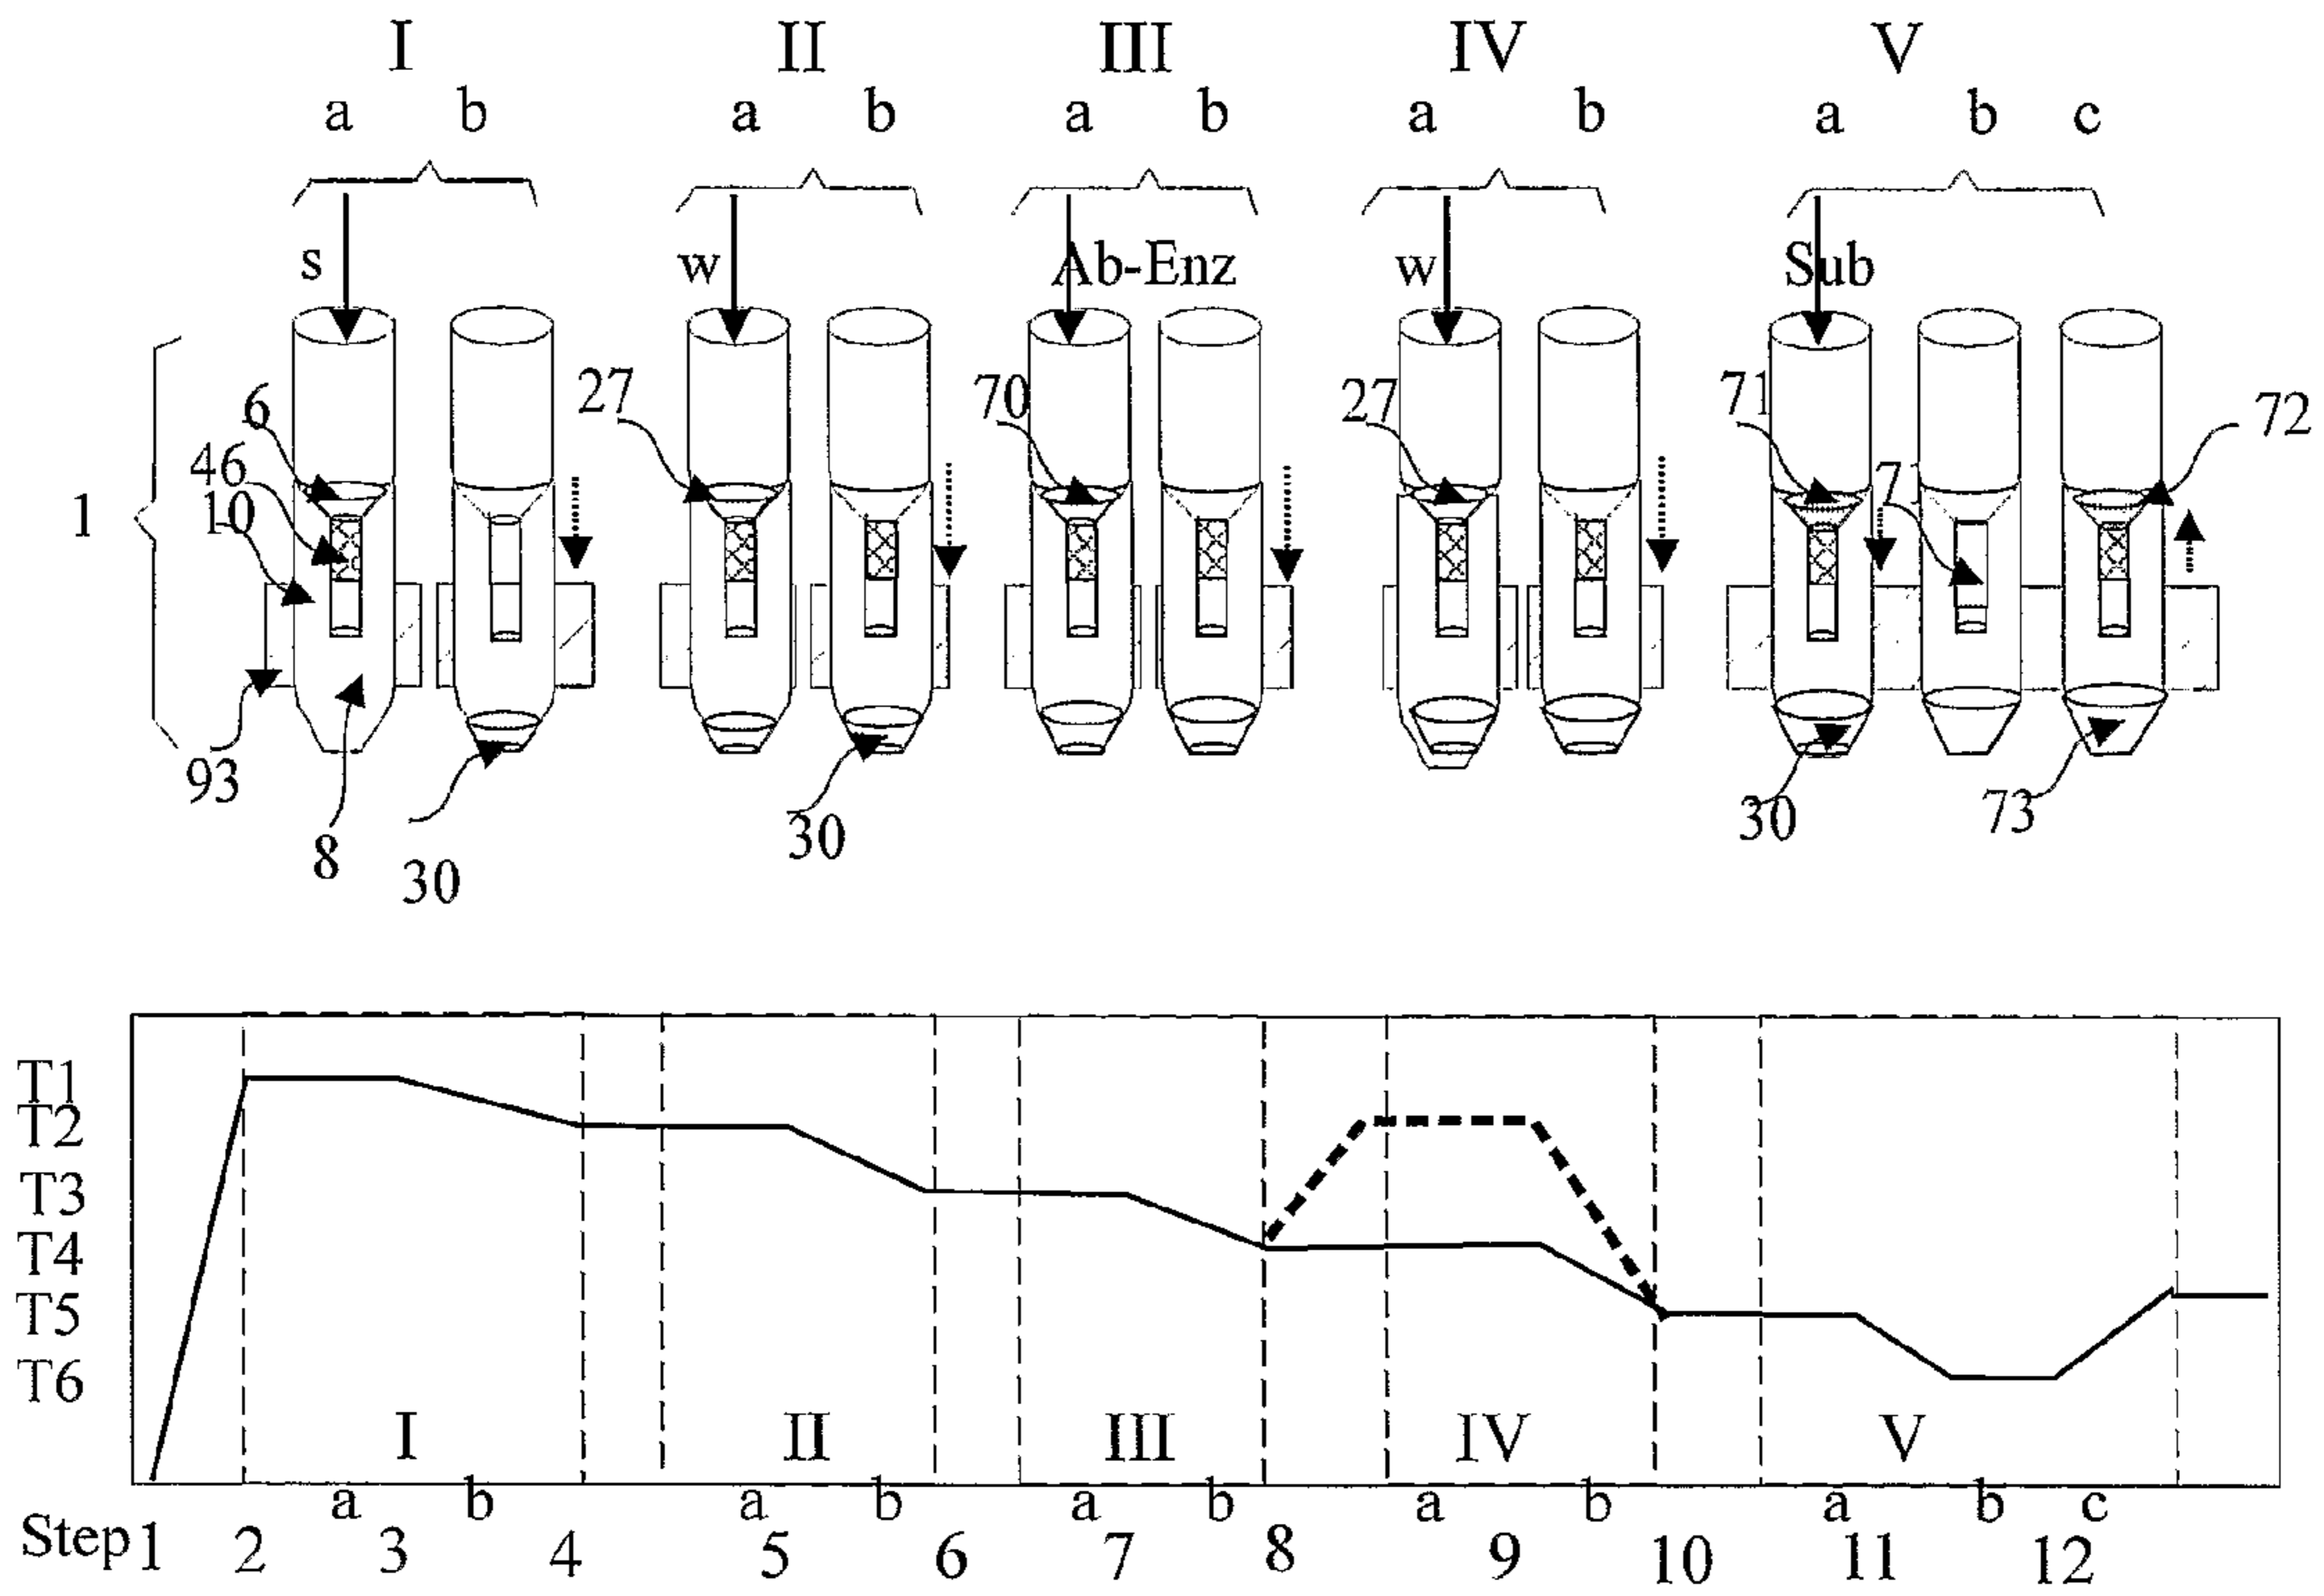 I II III IV V
a b a b a b a b a b c
s w Ab-Enz w Sub
6 27 70 27 71 72
46 7
10
1
93
8 30 30 30 73
T1
T2
T3
T4
T5
T6
I II III IV V
a b a b a b a b a b c
Step 1 2 3 4 5 6 7 8 9 10 11 12